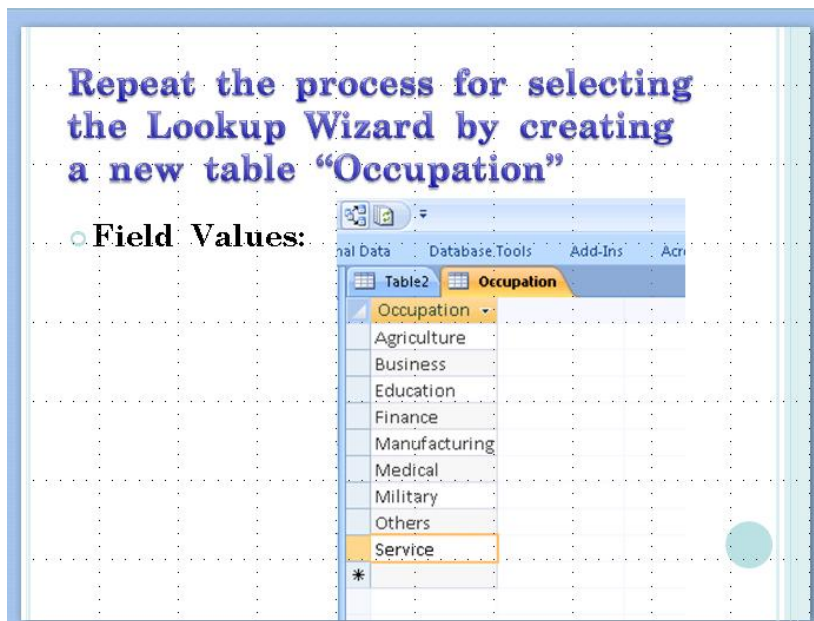 Repeat the process for selecting
the Lookup Wizard by creating
a new table “Occupation”
Field Values:
nal Data Database Tools Add-Ins Acr
Table2 Occupation
Occupation
Agriculture
Business
Education
Finance
Manufacturing
Medical
Military
Others
Service
*